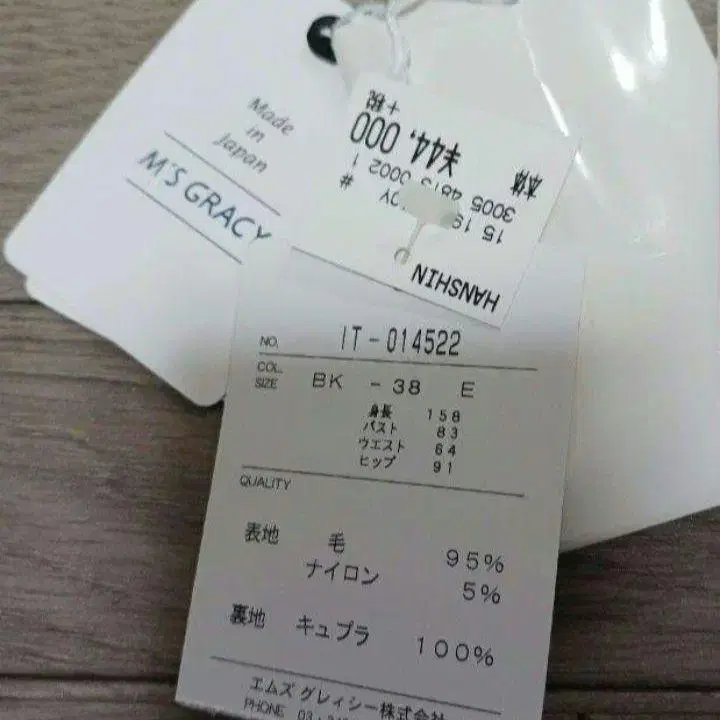 Made
in
Japan
M'S GRACY
HANSHIN
15.
3005 0002 1
#
本体 ¥44,000
+税
NO. IT-014522
COL.
SIZE BK - 38 E
身長 158
バスト 83
ウエスト 64
ヒップ 91
QUALITY
表地 毛 95%
ナイロン 5%
裏地 キュプラ 100%
エムズ グレイシー株式会社
PHONE 03